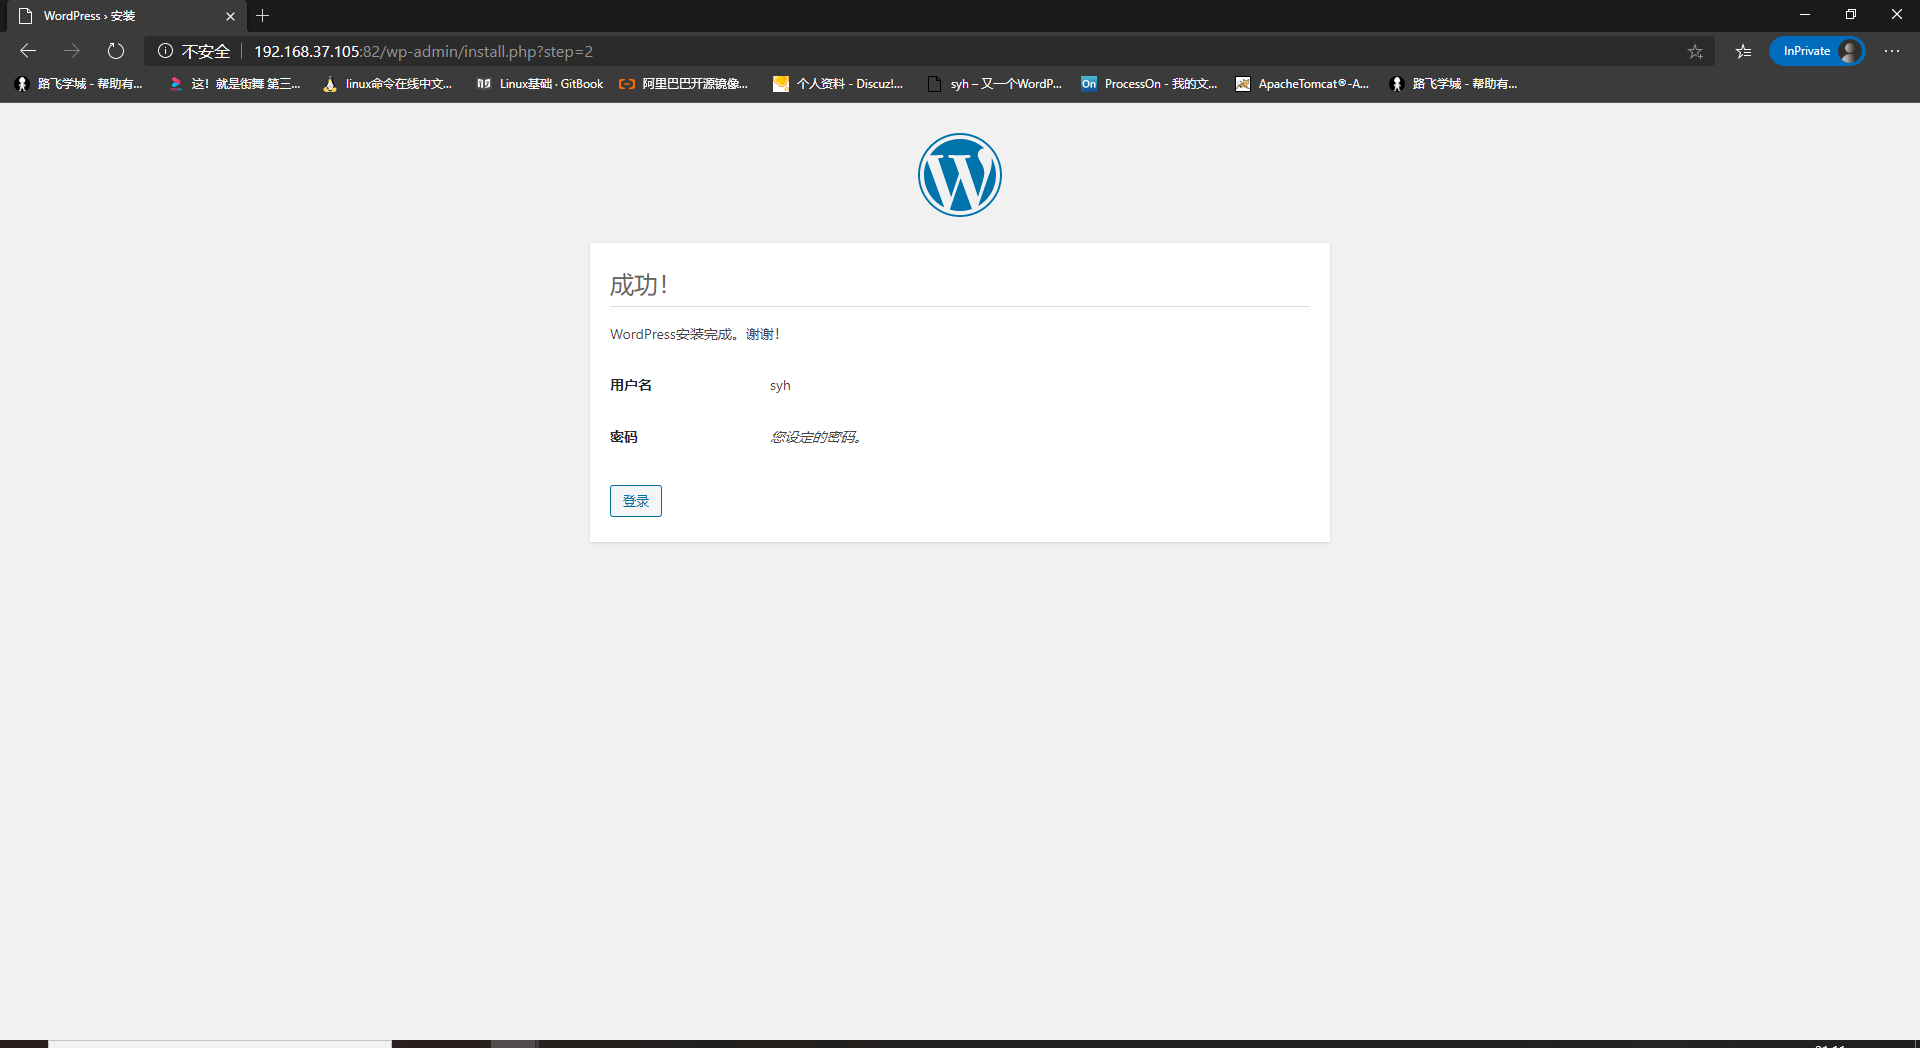 WordPress › 安装
不安全 192.168.37.105:82/wp-admin/install.php?step=2
InPrivate
路飞学城 - 帮助有...
这！就是街舞 第三...
linux命令在线中文...
Linux基础 · GitBook
阿里巴巴开源镜像...
个人资料 - Discuz!...
syh – 又一个WordP...
On ProcessOn - 我的文...
ApacheTomcat®-A...
路飞学城 - 帮助有...
成功！
WordPress安装完成。谢谢！
用户名 syh
密码 您设定的密码。
登录